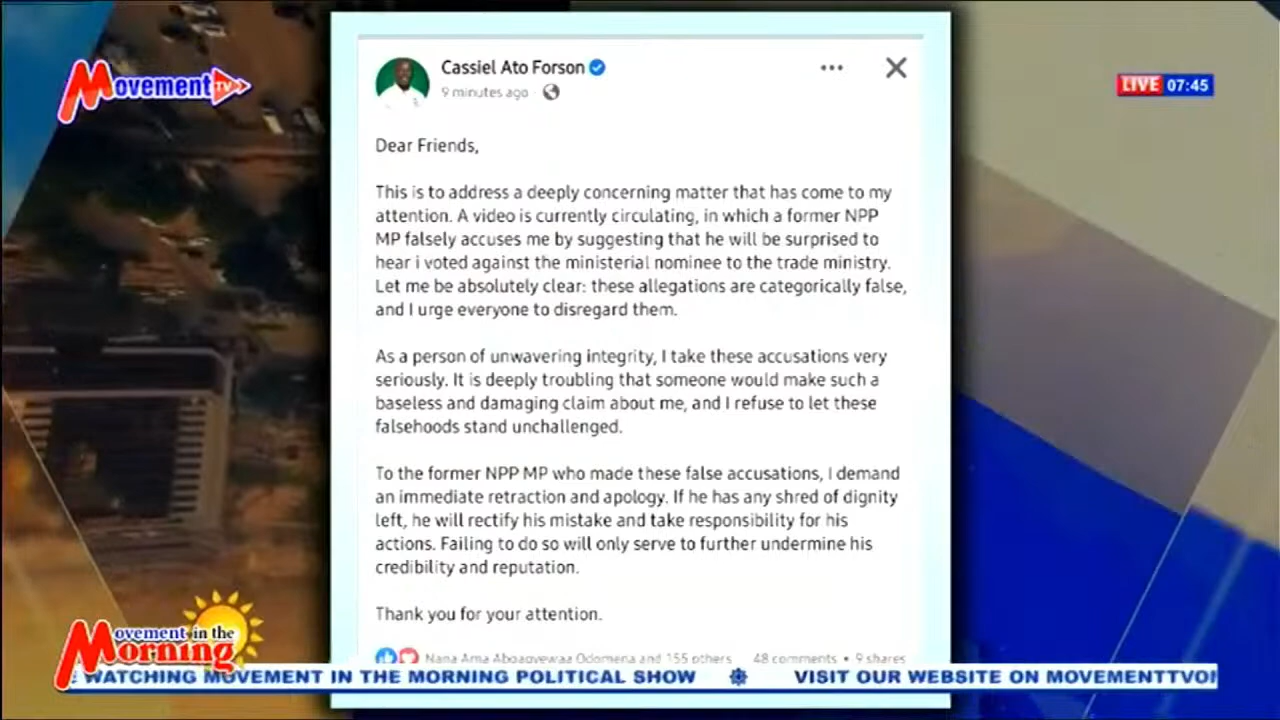 Movement TV
LIVE 07:45
Cassiel Ato Forson
9 minutes ago ·
Dear Friends,
This is to address a deeply concerning matter that has come to my
attention. A video is currently circulating, in which a former NPP
MP falsely accuses me by suggesting that he will be surprised to
hear i voted against the ministerial nominee to the trade ministry.
Let me be absolutely clear: these allegations are categorically false,
and I urge everyone to disregard them.
As a person of unwavering integrity, I take these accusations very
seriously. It is deeply troubling that someone would make such a
baseless and damaging claim about me, and I refuse to let these
falsehoods stand unchallenged.
To the former NPP MP who made these false accusations, I demand
an immediate retraction and apology. If he has any shred of dignity
left, he will rectify his mistake and take responsibility for his
actions. Failing to do so will only serve to further undermine his
credibility and reputation.
Thank you for your attention.
Nana Ama Aboagyewaa Odomena and 155 others 48 comments • 9 shares
Movement in the
Morning
WATCHING MOVEMENT IN THE MORNING POLITICAL SHOW VISIT OUR WEBSITE ON MOVEMENTTVO